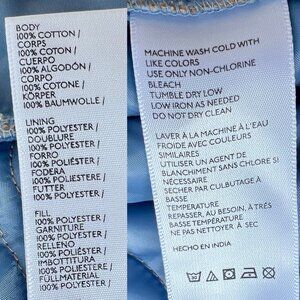 BODY
100% COTTON /
CORPS
100% COTON /
CUERPO
100% ALGODÓN /
CORPO
100% COTONE /
KÖRPER
100% BAUMWOLLE /
LINING
100% POLYESTER /
DOUBLURE
100% POLYESTER /
FORRO
100% POLIÉSTER /
FODERA
100% POLIESTERE /
FUTTER
100% POLYESTER /
FILL
100% POLYESTER /
GARNITURE
100% POLYESTER /
RELLENO
100% POLIÉSTER /
IMBOTTITURA
100% POLIESTERE /
FÜLLMATERIAL
100% POLYESTER /
MACHINE WASH COLD WITH
LIKE COLORS
USE ONLY NON-CHLORINE
BLEACH
TUMBLE DRY LOW
LOW IRON AS NEEDED
DO NOT DRY CLEAN
LAVER À LA MACHINE À L'EAU
FROIDE AVEC COULEURS
SIMILAIRES
UTILISER UN AGENT DE
BLANCHIMENT SANS CHLORE SI
NÉCESSAIRE
SÉCHER PAR CULBUTAGE À
BASSE
TEMPERATURE
REPASSER, AU BESOIN, À TRÈS
BASSE TEMPÉRATURE
NE PAS NETTOYER À SEC
HECHO EN INDIA